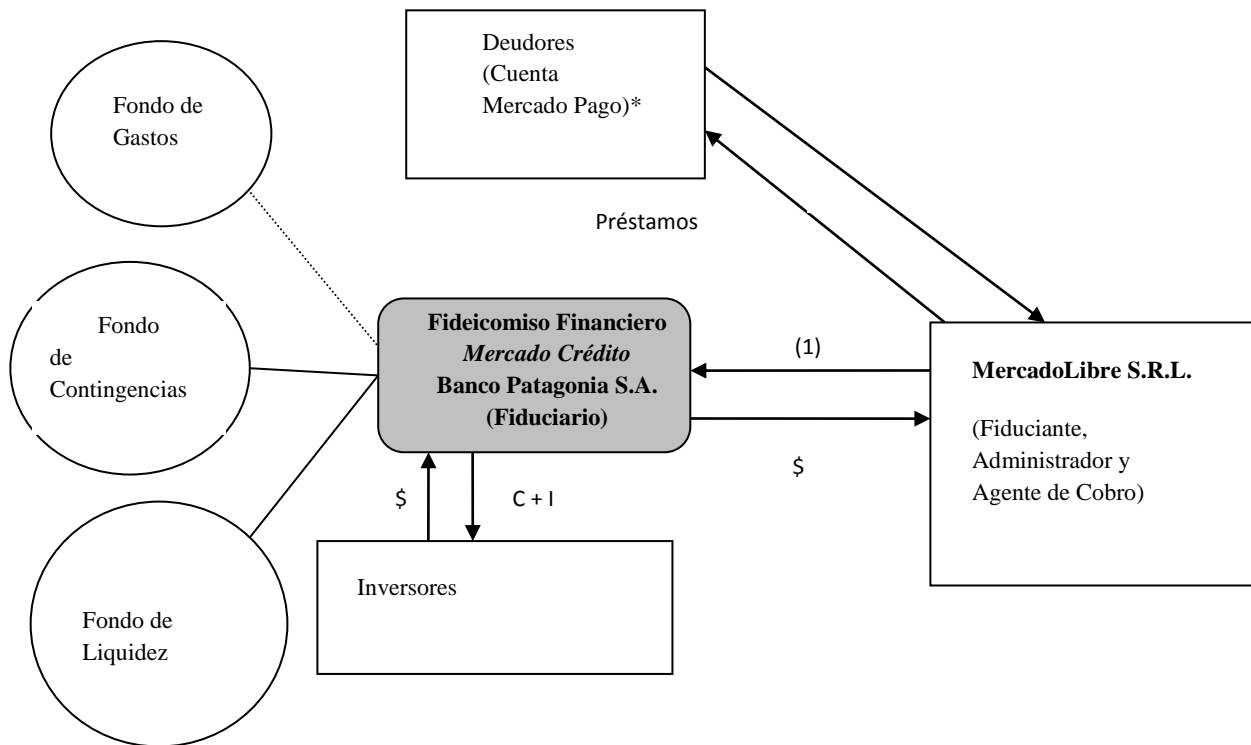 Fondo de
Gastos
Deudores
(Cuenta
Mercado Pago)*
Préstamos
Fondo
de
Contingencias
Fideicomiso Financiero
Mercado Crédito
Banco Patagonia S.A.
(Fiduciario)
(1)
$
MercadoLibre S.R.L.
(Fiduciante,
Administrador y
Agente de Cobro)
$
C + I
Inversores
Fondo de
Liquidez